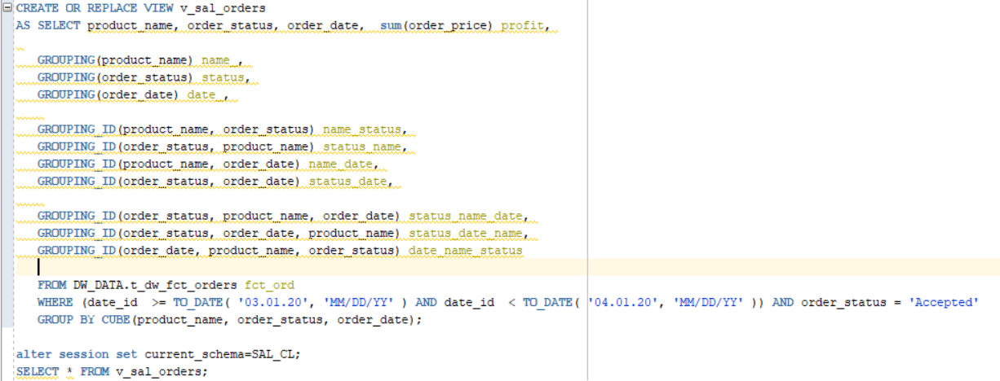 CREATE OR REPLACE VIEW v_sal_orders
AS SELECT product_name, order_status, order_date,  sum(order_price) profit,
GROUPING(product_name) name_,
GROUPING(order_status) status,
GROUPING(order_date) date_,
GROUPING_ID(product_name, order_status) name_status,
GROUPING_ID(order_status, product_name) status_name,
GROUPING_ID(product_name, order_date) name_date,
GROUPING_ID(order_status, order_date) status_date,
GROUPING_ID(order_status, product_name, order_date) status_name_date,
GROUPING_ID(order_status, order_date, product_name) status_date_name,
GROUPING_ID(order_date, product_name, order_status) date_name_status
FROM DW_DATA.t_dw_fct_orders fct_ord
WHERE (date_id  >= TO_DATE( '03.01.20', 'MM/DD/YY' ) AND date_id  < TO_DATE( '04.01.20', 'MM/DD/YY' )) AND order_status = 'Accepted'
GROUP BY CUBE(product_name, order_status, order_date);
alter session set current_schema=SAL_CL;
SELECT * FROM v_sal_orders;